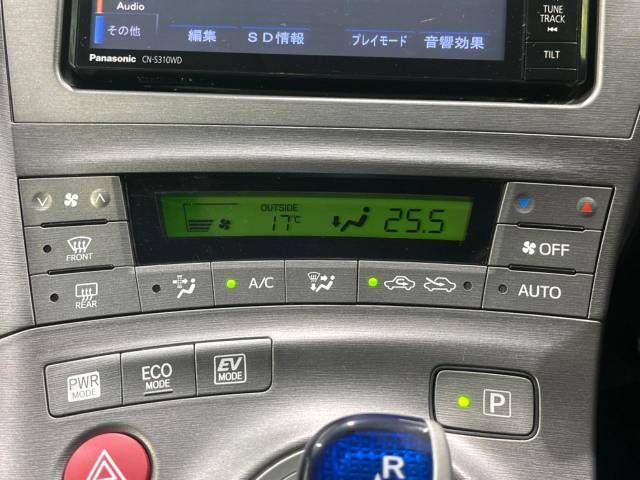 Audio
その他 編集 SD情報 プレイモード 音響効果
Panasonic CN-S310WD
TUNE
TRACK
TILT
OUTSIDE
17℃ 25.5
FRONT
OFF
REAR
A/C
AUTO
PWR
MODE
ECO
MODE
EV
MODE
P
R